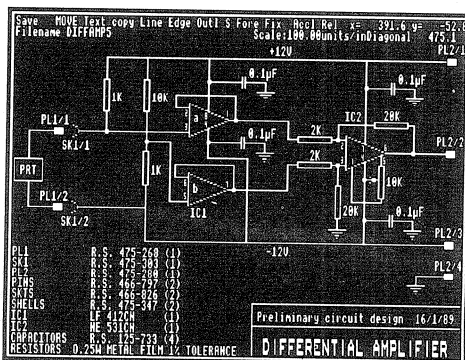 Save MOVE Text copy Line Edge Outl S Fore Fix Accl Rel x= 391.6 y= -52.8
Filename DIFFAMP5 Scale:100.00units/inDiagonal 475.1
+12V PL2/1
0.1µF 0.1µF
1K 10K IC2 20K
a 2K
PL1/1 0.1µF PL2/2
SK1/1 2K
PRT 1K 10K
PL1/2 b
SK1/2 IC1 20K 0.1µF
-12V PL2/3
PL1 R.S. 475-260 (1)
SK1 R.S. 475-303 (1)
PL2 R.S. 475-280 (1) PL2/4
PINS R.S. 466-797 (2)
SKTS R.S. 466-826 (2)
SHELLS R.S. 475-347 (1)
IC1 LF 412CN (1)
IC2 NE 531CN (1) Preliminary circuit design 16/1/89
CAPACITORS R.S. 125-733 (4)
RESISTORS 0.25W METAL FILM 1% TOLERANCE
DIFFERENTIAL AMPLIFIER